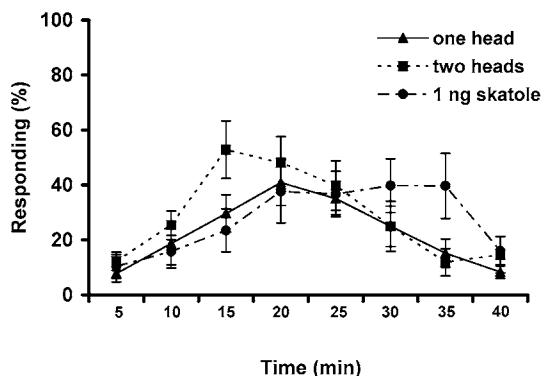 100
80
60
40
20
0
Responding (%)
one head
two heads
1 ng skatole
5 10 15 20 25 30 35 40
Time (min)